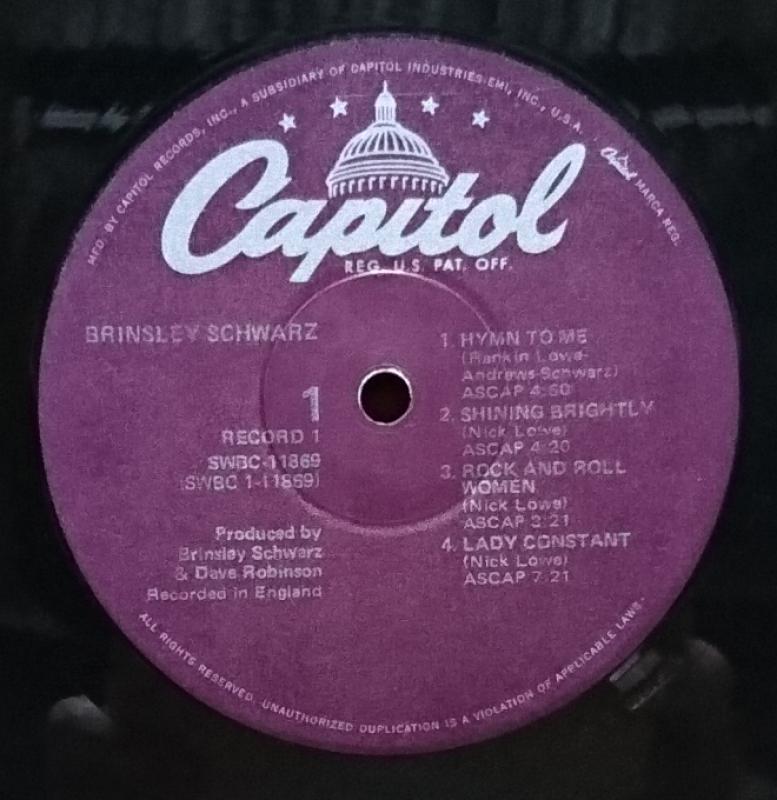 MFD. BY CAPITOL RECORDS, INC., A SUBSIDIARY OF CAPITOL INDUSTRIES-EMI, INC., U.S.A.
Capitol MARCA REG.
Capitol
REG. U.S. PAT. OFF.
BRINSLEY SCHWARZ
1
RECORD 1
SWBC-11869
(SWBC 1-11869)
Produced by
Brinsley Schwarz
& Dave Robinson
Recorded in England
1. HYMN TO ME
(Rankin Lowe-
Andrews-Schwarz)
ASCAP 4:50
2. SHINING BRIGHTLY
(Nick Lowe)
ASCAP 4:20
3. ROCK AND ROLL
WOMEN
(Nick Lowe)
ASCAP 3:21
4. LADY CONSTANT
(Nick Lowe)
ASCAP 7:21
ALL RIGHTS RESERVED. UNAUTHORIZED DUPLICATION IS A VIOLATION OF APPLICABLE LAWS.